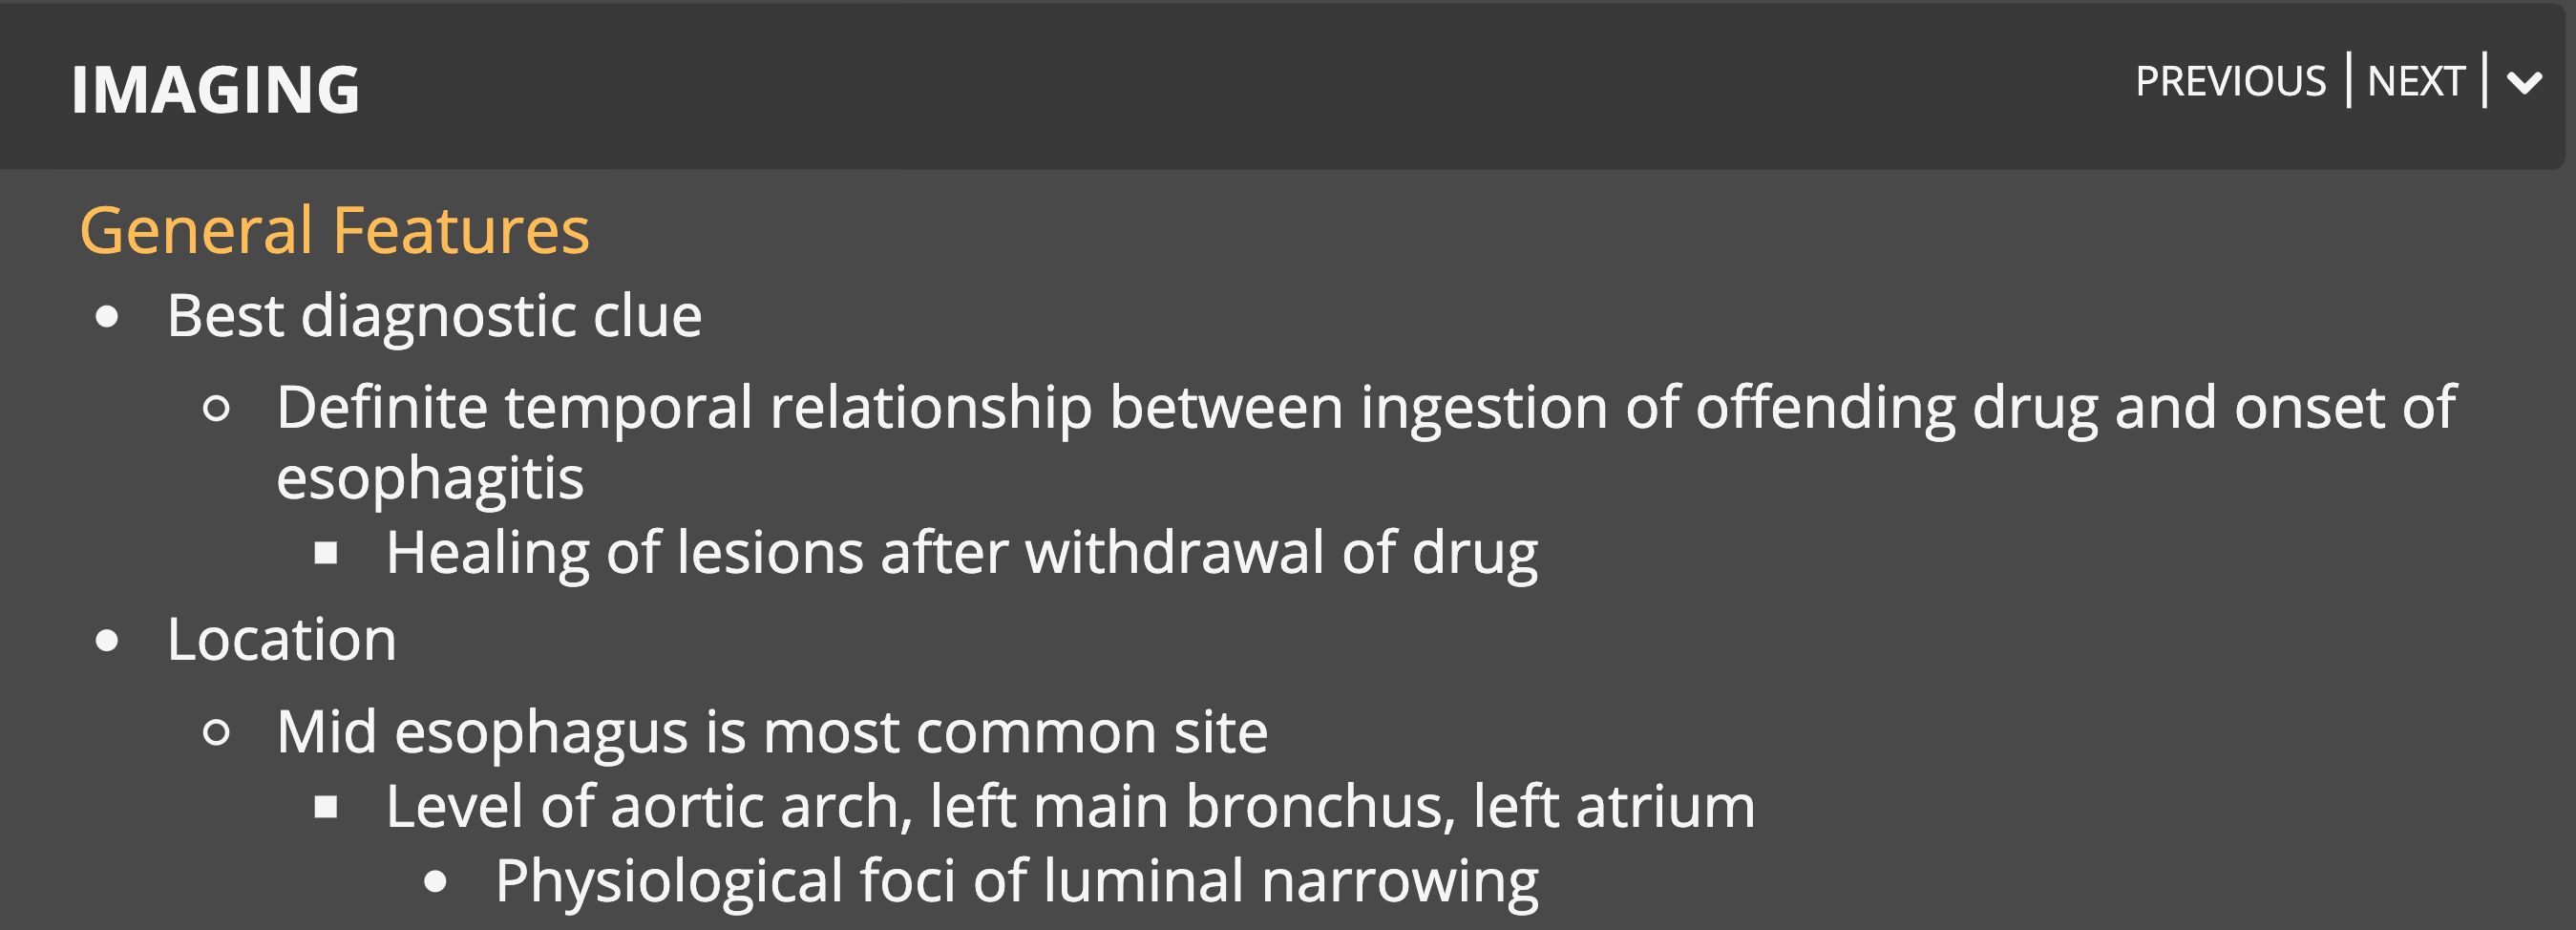 IMAGING
PREVIOUS | NEXT |
General Features
• Best diagnostic clue
○ Definite temporal relationship between ingestion of offending drug and onset of
esophagitis
▪ Healing of lesions after withdrawal of drug
• Location
○ Mid esophagus is most common site
▪ Level of aortic arch, left main bronchus, left atrium
• Physiological foci of luminal narrowing